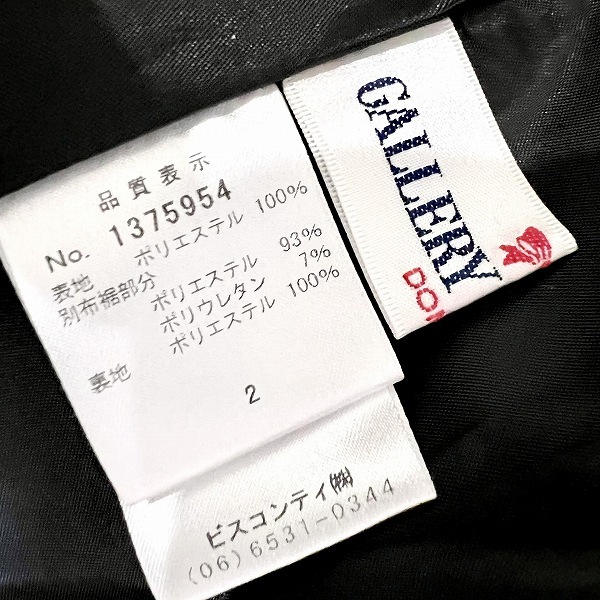 品質表示
No. 1375954
表地 ポリエステル 100%
別布裾部分
ポリエステル 93%
ポリウレタン 7%
裏地 ポリエステル 100%
2
ビスコンティ㈱
(06)6531-0344
GALLERY